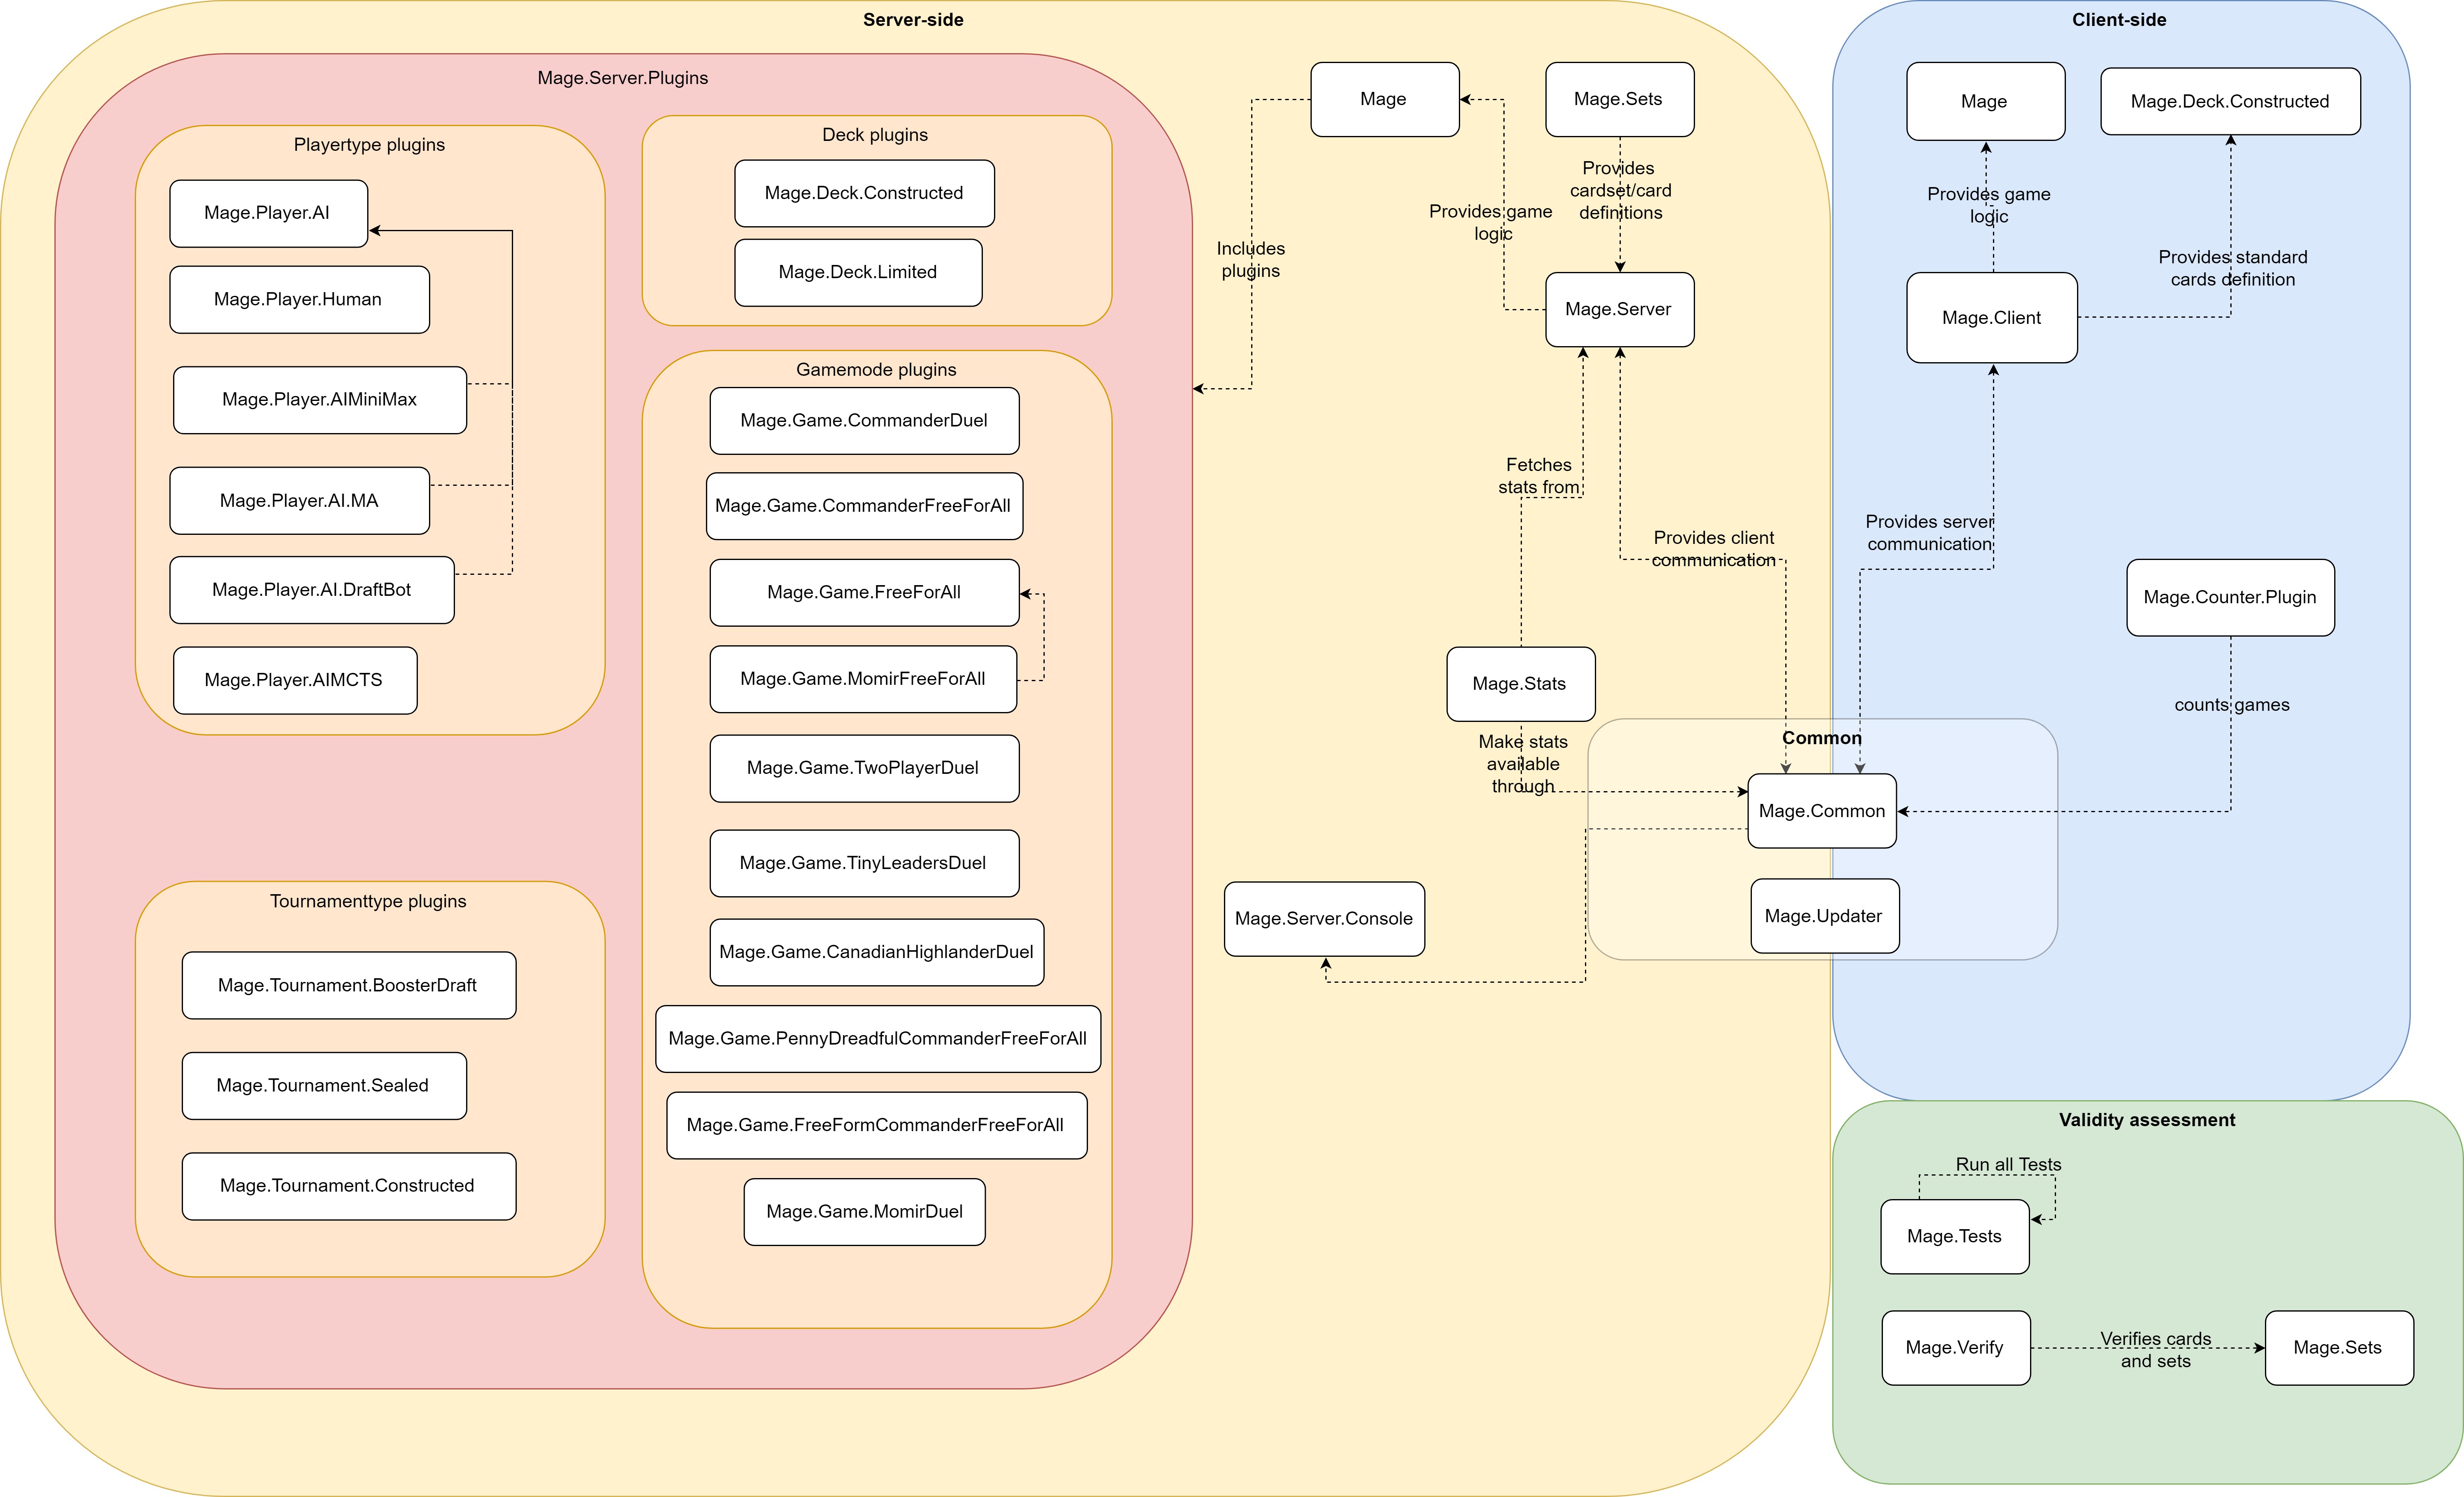 Server-side
Mage.Server.Plugins
Playertype plugins
Mage.Player.AI
Mage.Player.Human
Mage.Player.AIMiniMax
Mage.Player.AI.MA
Mage.Player.AI.DraftBot
Mage.Player.AIMCTS
Tournamenttype plugins
Mage.Tournament.BoosterDraft
Mage.Tournament.Sealed
Mage.Tournament.Constructed
Deck plugins
Mage.Deck.Constructed
Mage.Deck.Limited
Gamemode plugins
Mage.Game.CommanderDuel
Mage.Game.CommanderFreeForAll
Mage.Game.FreeForAll
Mage.Game.MomirFreeForAll
Mage.Game.TwoPlayerDuel
Mage.Game.TinyLeadersDuel
Mage.Game.CanadianHighlanderDuel
Mage.Game.PennyDreadfulCommanderFreeForAll
Mage.Game.FreeFormCommanderFreeForAll
Mage.Game.MomirDuel
Includes
plugins
Mage
Mage.Sets
Provides game
logic
Provides
cardset/card
definitions
Mage.Server
Fetches
stats from
Provides client
communication
Mage.Stats
Make stats
available
through
Mage.Server.Console
Common
Mage.Common
Mage.Updater
Client-side
Mage
Mage.Deck.Constructed
Provides game
logic
Provides standard
cards definition
Mage.Client
Provides server
communication
Mage.Counter.Plugin
counts games
Validity assessment
Run all Tests
Mage.Tests
Mage.Verify
Verifies cards
and sets
Mage.Sets